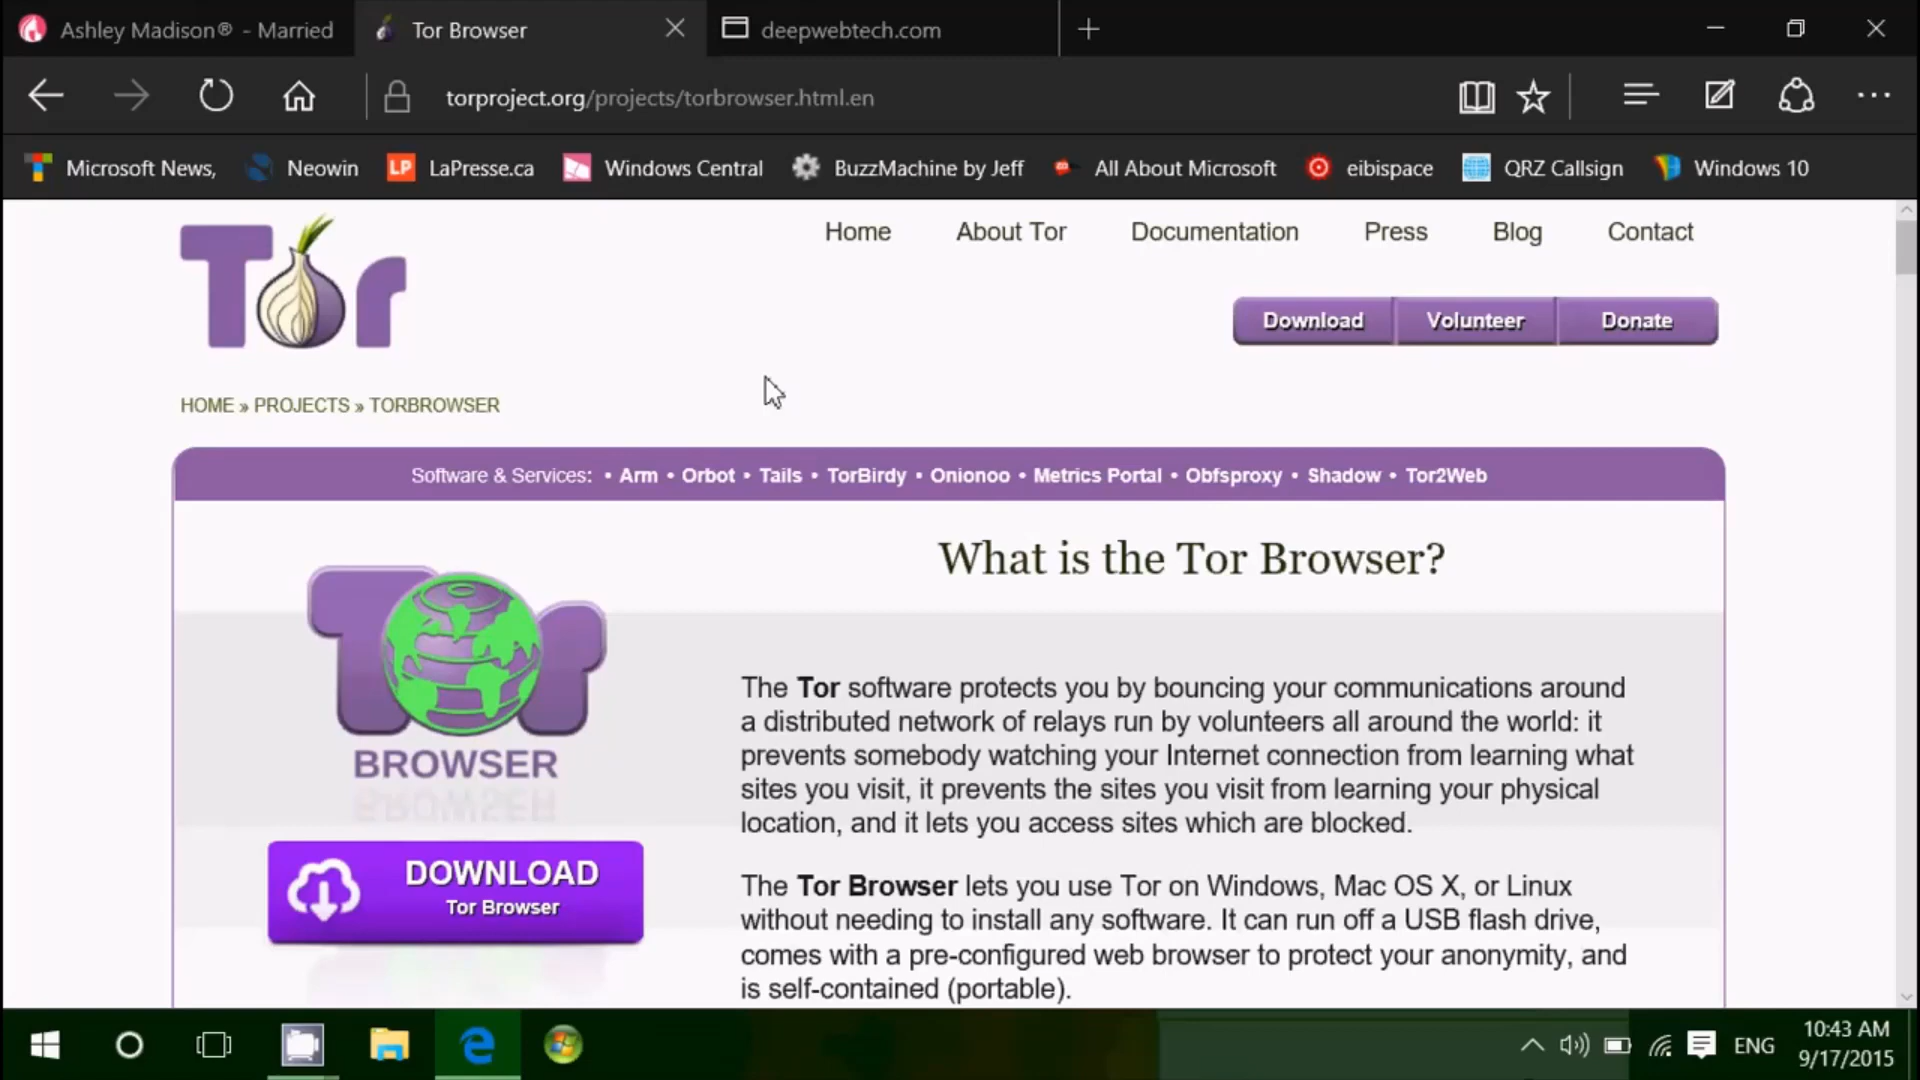 Ashley Madison® - Married
Tor Browser
deepwebtech.com
torproject.org/projects/torbrowser.html.en
Microsoft News,
Neowin
LP
LaPresse.ca
Windows Central
BuzzMachine by Jeff
All About Microsoft
eibispace
QRZ Callsign
Windows 10
Tor
Home
About Tor
Documentation
Press
Blog
Contact
Download
Volunteer
Donate
HOME » PROJECTS » TORBROWSER
Software & Services: • Arm • Orbot • Tails • TorBirdy • Onionoo • Metrics Portal • Obfsproxy • Shadow • Tor2Web
What is the Tor Browser?
Tor
BROWSER
DOWNLOAD
Tor Browser
The Tor software protects you by bouncing your communications around
a distributed network of relays run by volunteers all around the world: it
prevents somebody watching your Internet connection from learning what
sites you visit, it prevents the sites you visit from learning your physical
location, and it lets you access sites which are blocked.
The Tor Browser lets you use Tor on Windows, Mac OS X, or Linux
without needing to install any software. It can run off a USB flash drive,
comes with a pre-configured web browser to protect your anonymity, and
is self-contained (portable).
ENG
10:43 AM
9/17/2015